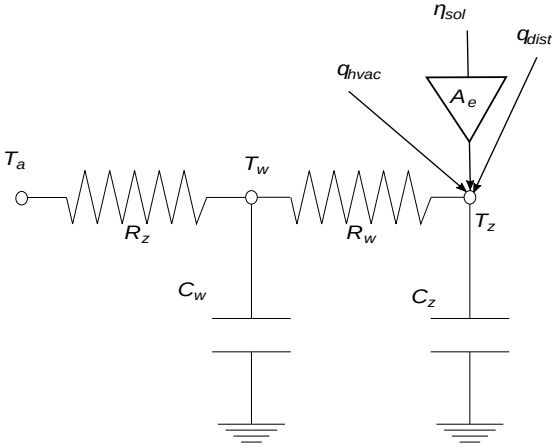 η_sol
q_dist
q_hvac
A_e
T_a
T_w
R_z
R_w
T_z
C_w
C_z